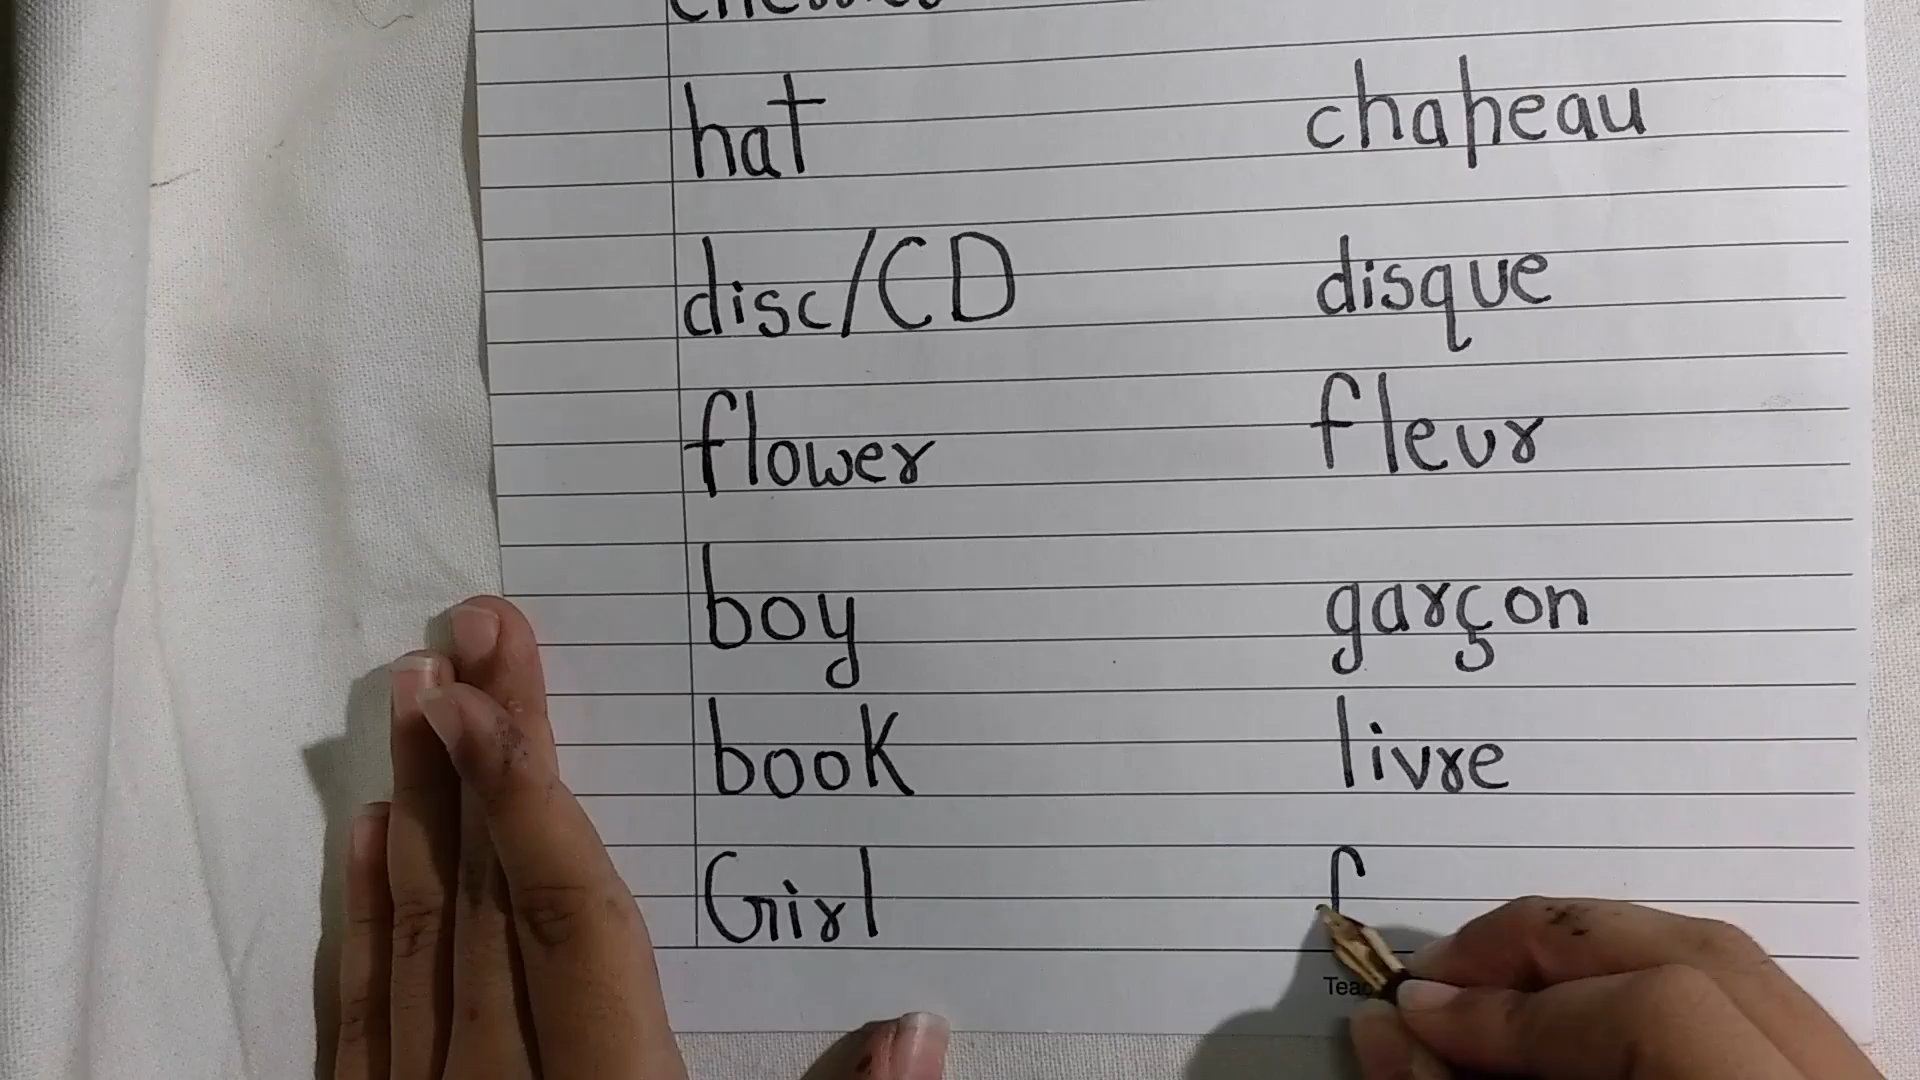 hat chapeau
disc/CD disque
flower fleur
boy garçon
book livre
Girl f